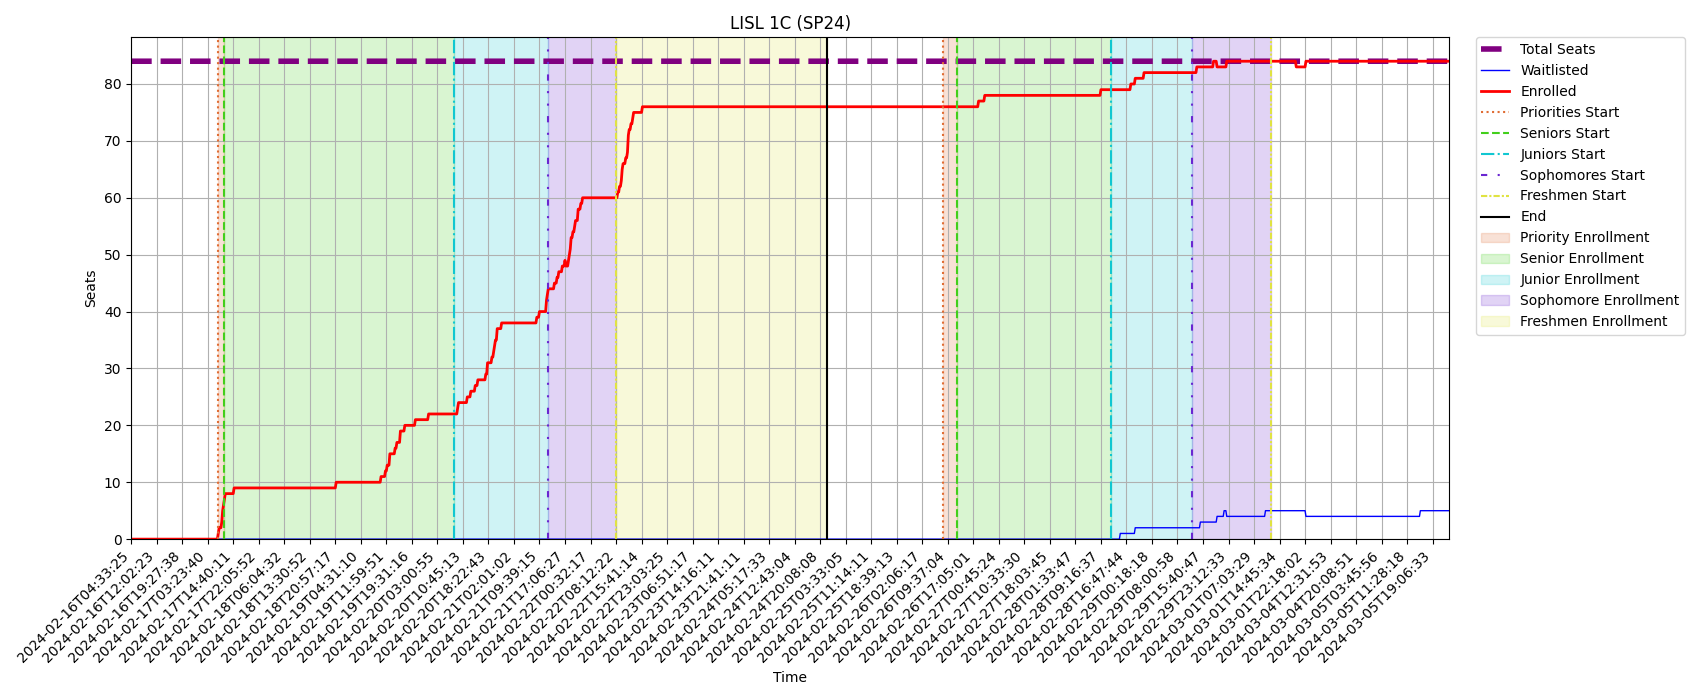 LISL 1C (SP24)
Seats
80
70
60
50
40
30
20
10
0
2024-02-16T04:33:25
2024-02-16T12:02:23
2024-02-16T19:27:38
2024-02-17T03:23:40
2024-02-17T14:40:11
2024-02-17T22:05:52
2024-02-18T06:04:32
2024-02-18T13:30:52
2024-02-18T20:57:17
2024-02-19T04:31:10
2024-02-19T11:59:51
2024-02-19T19:31:16
2024-02-20T03:00:55
2024-02-20T10:45:13
2024-02-20T18:22:43
2024-02-21T02:01:02
2024-02-21T09:39:15
2024-02-21T17:06:27
2024-02-22T00:32:17
2024-02-22T08:12:22
2024-02-22T15:41:14
2024-02-22T23:03:25
2024-02-23T06:51:17
2024-02-23T14:16:11
2024-02-23T21:41:11
2024-02-24T05:17:33
2024-02-24T12:43:04
2024-02-24T20:08:08
2024-02-25T03:33:05
2024-02-25T11:14:11
2024-02-25T18:39:13
2024-02-26T02:06:17
2024-02-26T09:37:04
2024-02-26T17:05:01
2024-02-27T00:45:24
2024-02-27T10:33:30
2024-02-27T18:03:45
2024-02-28T01:33:47
2024-02-28T09:16:37
2024-02-28T16:47:44
2024-02-29T00:18:18
2024-02-29T08:00:58
2024-02-29T15:40:47
2024-02-29T23:12:33
2024-03-01T07:03:29
2024-03-01T14:45:34
2024-03-01T22:18:02
2024-03-04T12:31:53
2024-03-04T20:08:51
2024-03-05T03:45:56
2024-03-05T11:28:18
2024-03-05T19:06:33
Time
Total Seats
Waitlisted
Enrolled
Priorities Start
Seniors Start
Juniors Start
Sophomores Start
Freshmen Start
End
Priority Enrollment
Senior Enrollment
Junior Enrollment
Sophomore Enrollment
Freshmen Enrollment